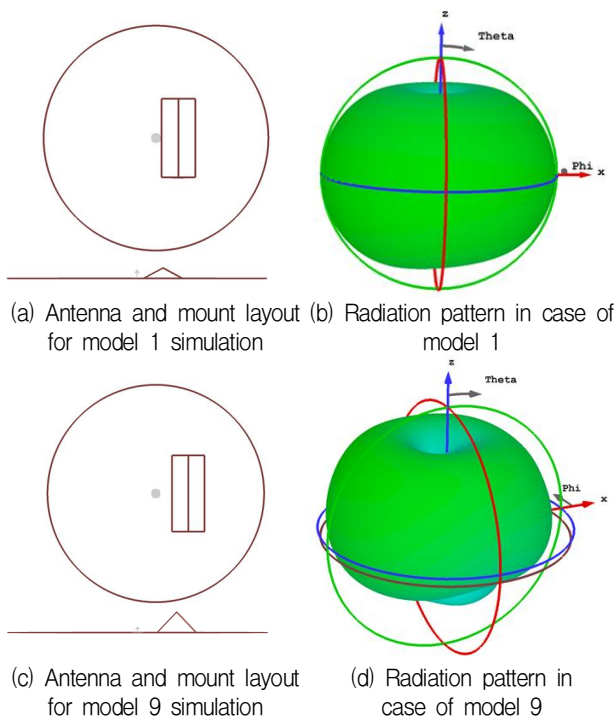 z
Theta
Phi
x
(a) Antenna and mount layout for model 1 simulation
(b) Radiation pattern in case of model 1
z
Theta
Phi
x
(c) Antenna and mount layout for model 9 simulation
(d) Radiation pattern in case of model 9